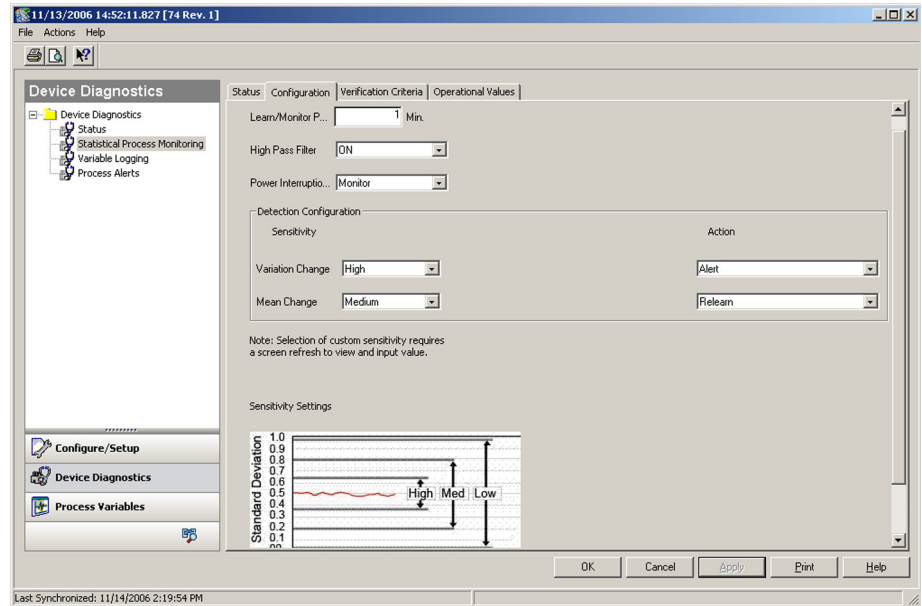 11/13/2006 14:52:11.827 [74 Rev. 1]
File Actions Help
Device Diagnostics
Device Diagnostics
Status
Statistical Process Monitoring
Variable Logging
Process Alerts
Configure/Setup
Device Diagnostics
Process Variables
Status Configuration Verification Criteria Operational Values
Learn/Monitor P... 1 Min.
High Pass Filter ON
Power Interruptio... Monitor
Detection Configuration
Sensitivity Action
Variation Change High Alert
Mean Change Medium Relearn
Note: Selection of custom sensitivity requires
a screen refresh to view and input value.
Sensitivity Settings
Standard Deviation
1.0
0.9
0.8
0.7
0.6
0.5
0.4
0.3
0.2
0.1
High Med Low
OK Cancel Apply Print Help
Last Synchronized: 11/14/2006 2:19:54 PM